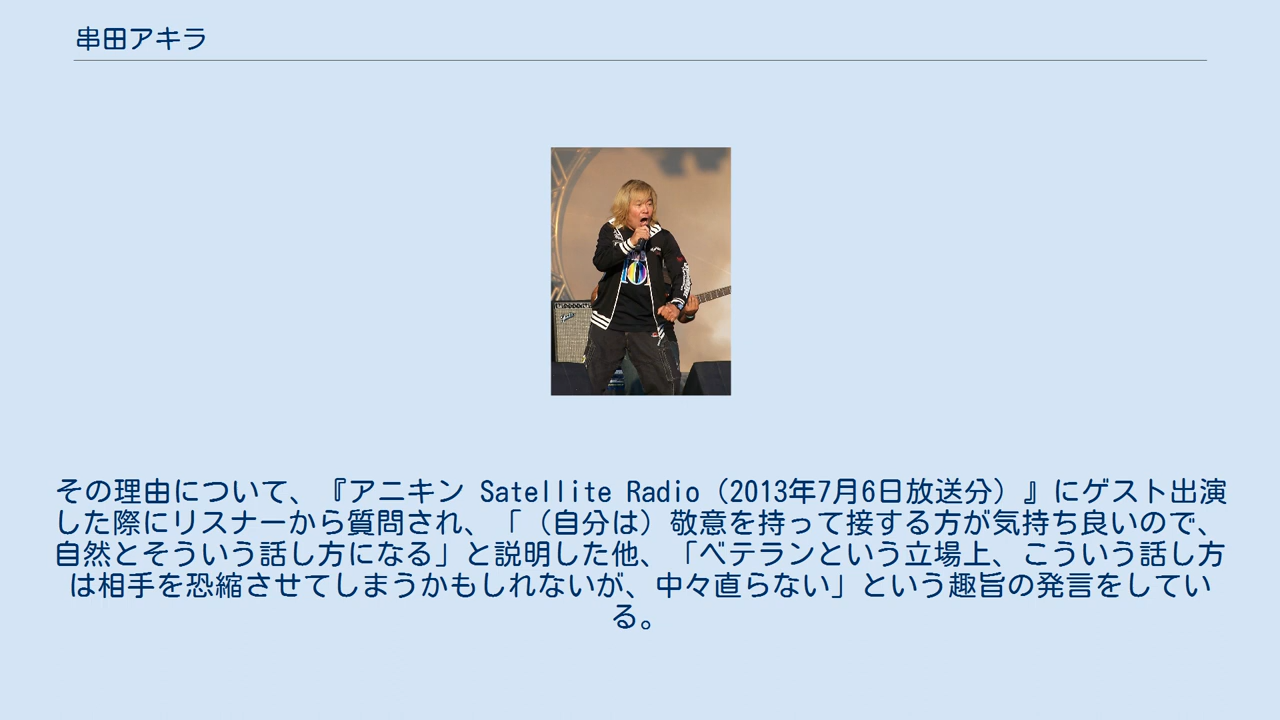 串田アキラ
その理由について、『アニキン Satellite Radio（2013年7月6日放送分）』にゲスト出演
した際にリスナーから質問され、「（自分は）敬意を持って接する方が気持ち良いので、
自然とそういう話し方になる」と説明した他、「ベテランという立場上、こういう話し方
は相手を恐縮させてしまうかもしれないが、中々直らない」という趣旨の発言をしてい
る。